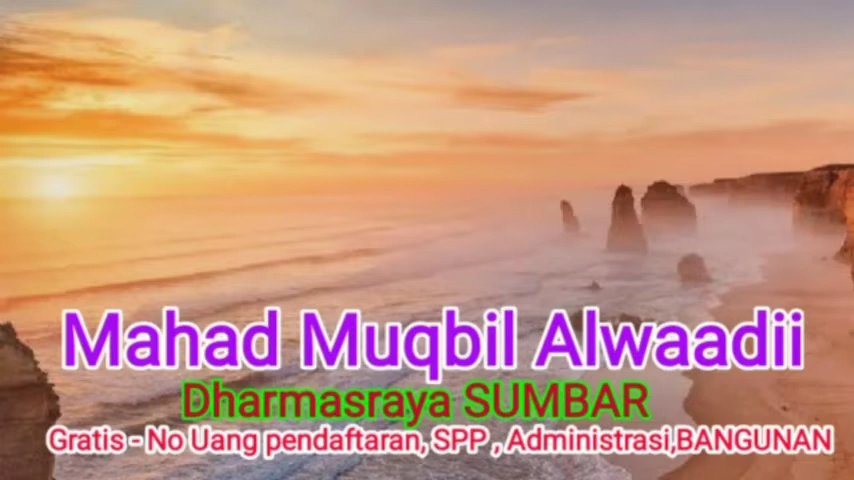 Mahad Muqbil Alwaadii
Dharmasraya SUMBAR
Gratis - No Uang pendaftaran, SPP , Administrasi,BANGUNAN